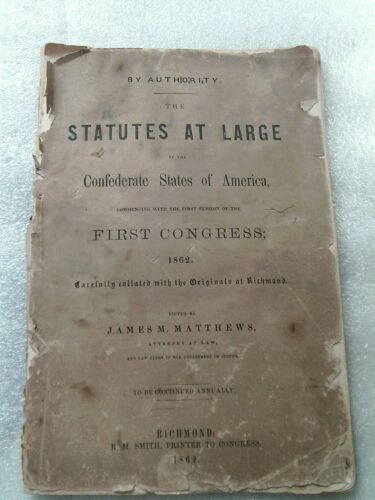 BY AUTHORITY.
THE
STATUTES AT LARGE
OF THE
Confederate States of America,
COMMENCING WITH THE FIRST SESSION OF THE
FIRST CONGRESS;
1862.
Carefully collated with the Originals at Richmond.
EDITED BY
JAMES M. MATTHEWS,
ATTORNEY AT LAW,
AND LAW CLERK IN THE DEPARTMENT OF JUSTICE.
TO BE CONTINUED ANNUALLY.
RICHMOND:
R. M. SMITH, PRINTER TO CONGRESS.
1862.